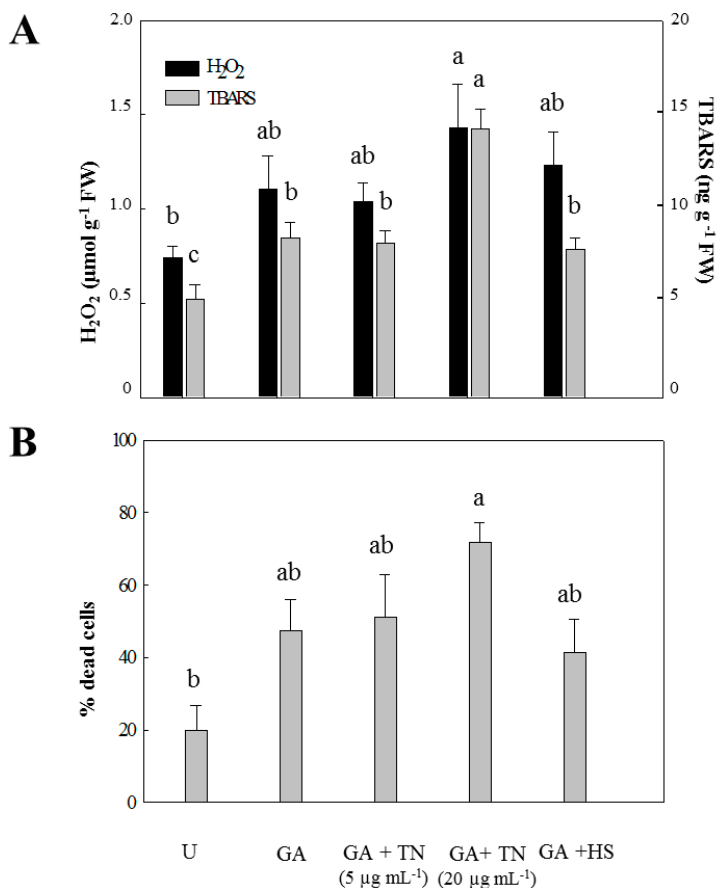 A
2.0
20
H₂O₂
TBARS
a
a
1.5
15
ab
ab
ab
b
b
b
b
c
1.0
10
0.5
5
0
0
H₂O₂ (µmol g⁻¹ FW)
TBARS (ng g⁻¹ FW)
B
100
80
60
40
20
0
% dead cells
a
ab
ab
ab
b
U
GA
GA + TN
(5 µg mL⁻¹)
GA+ TN
(20 µg mL⁻¹)
GA +HS